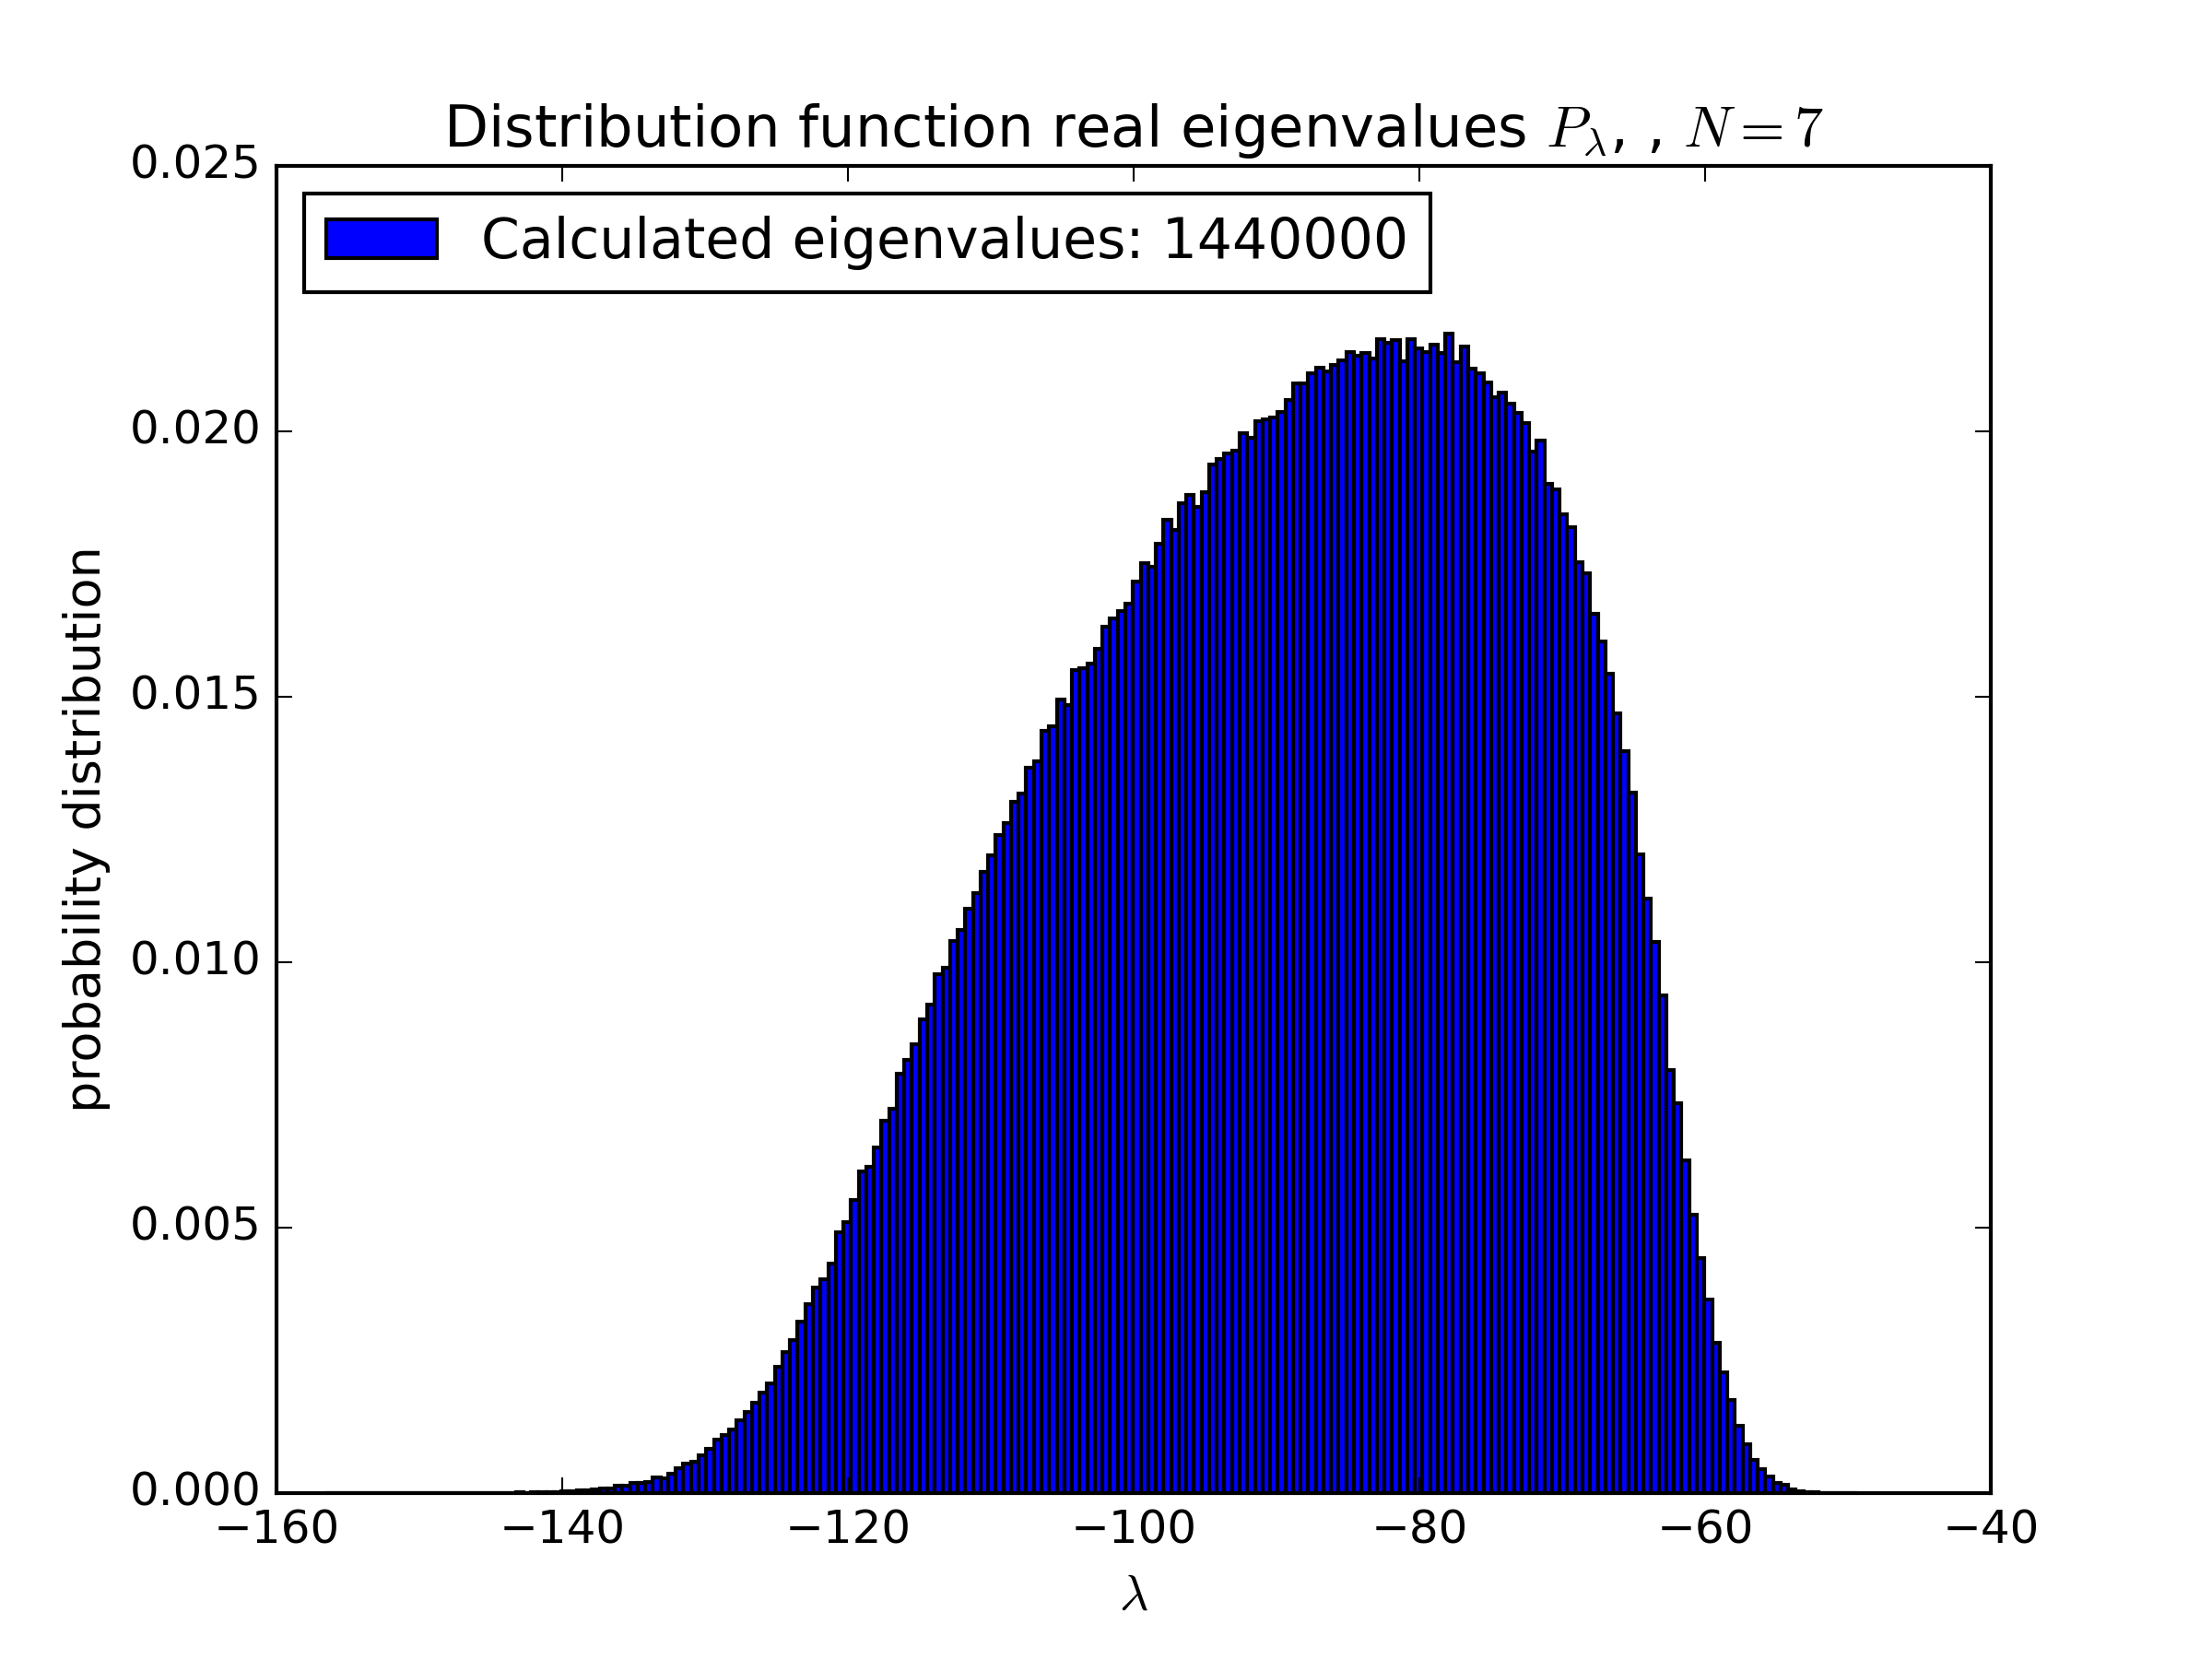 Distribution function real eigenvalues P_λ, , N = 7
Calculated eigenvalues: 1440000
probability distribution
0.025
0.020
0.015
0.010
0.005
0.000
−160 −140 −120 −100 −80 −60 −40
λ